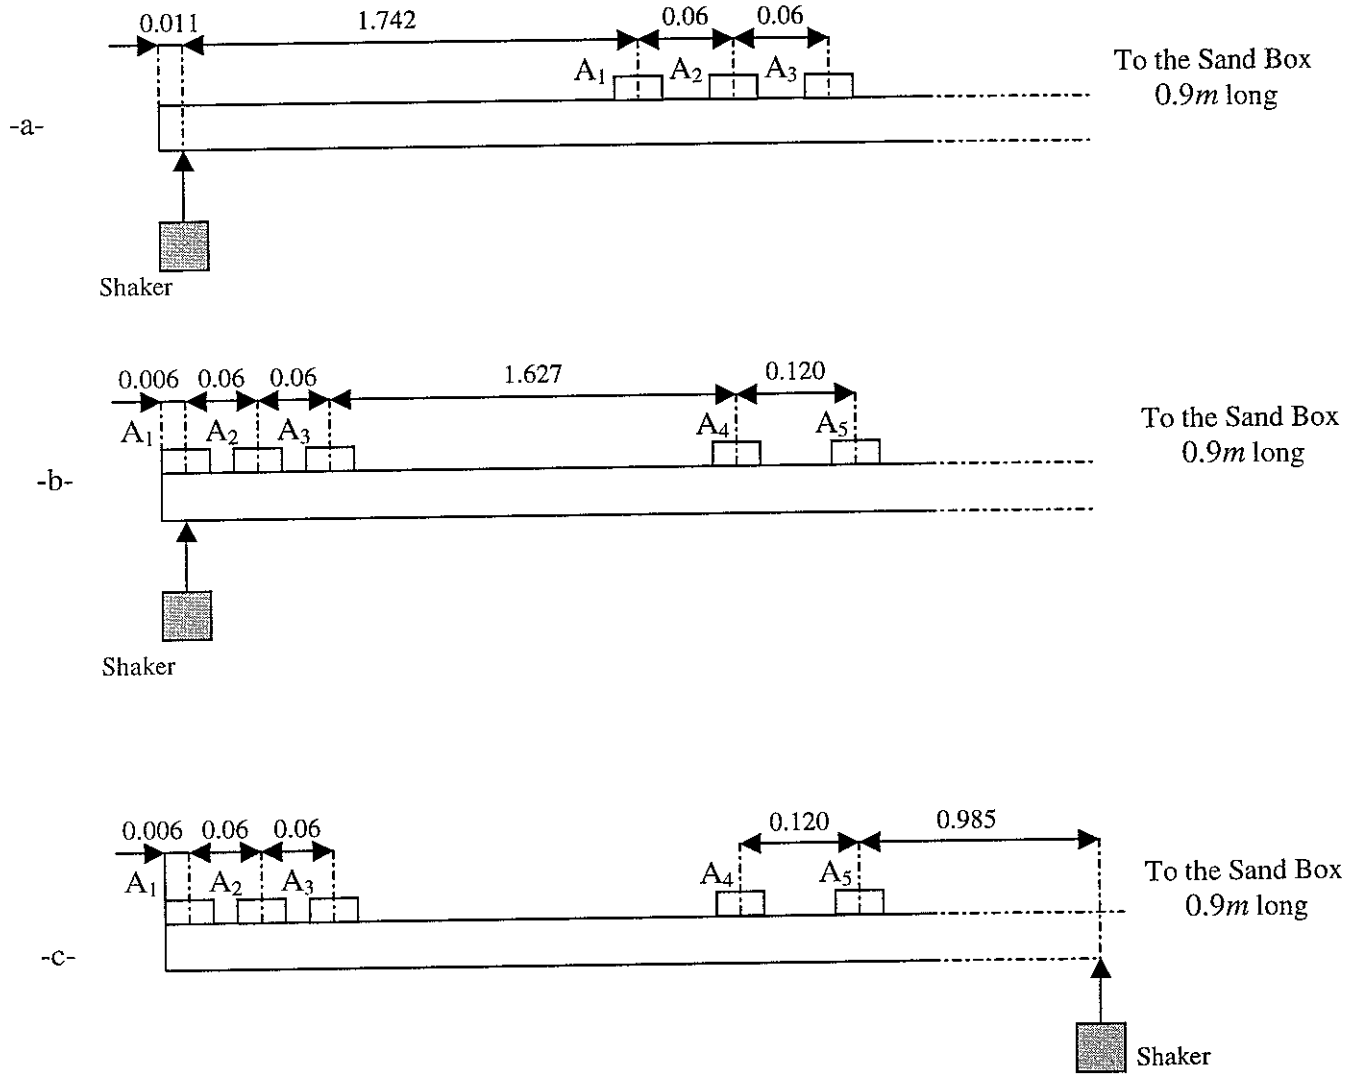 0.011 1.742 0.06 0.06
A1 A2 A3
To the Sand Box
0.9m long
-a-
Shaker
0.006 0.06 0.06 1.627 0.120
A1 A2 A3 A4 A5
To the Sand Box
0.9m long
-b-
Shaker
0.006 0.06 0.06 0.120 0.985
A1 A2 A3 A4 A5
To the Sand Box
0.9m long
-c-
Shaker